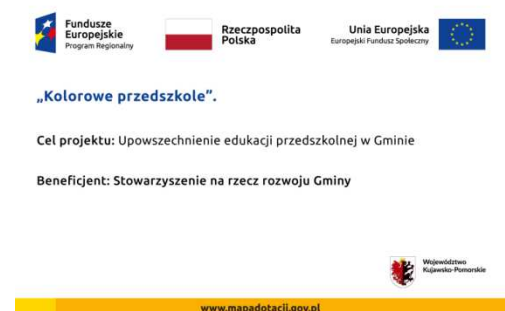 Fundusze
Europejskie
Program Regionalny
Rzeczpospolita
Polska
Unia Europejska
Europejski Fundusz Społeczny
„Kolorowe przedszkole”.
Cel projektu: Upowszechnienie edukacji przedszkolnej w Gminie
Beneficjent: Stowarzyszenie na rzecz rozwoju Gminy
Województwo
Kujawsko-Pomorskie
www.mapadotacji.gov.pl